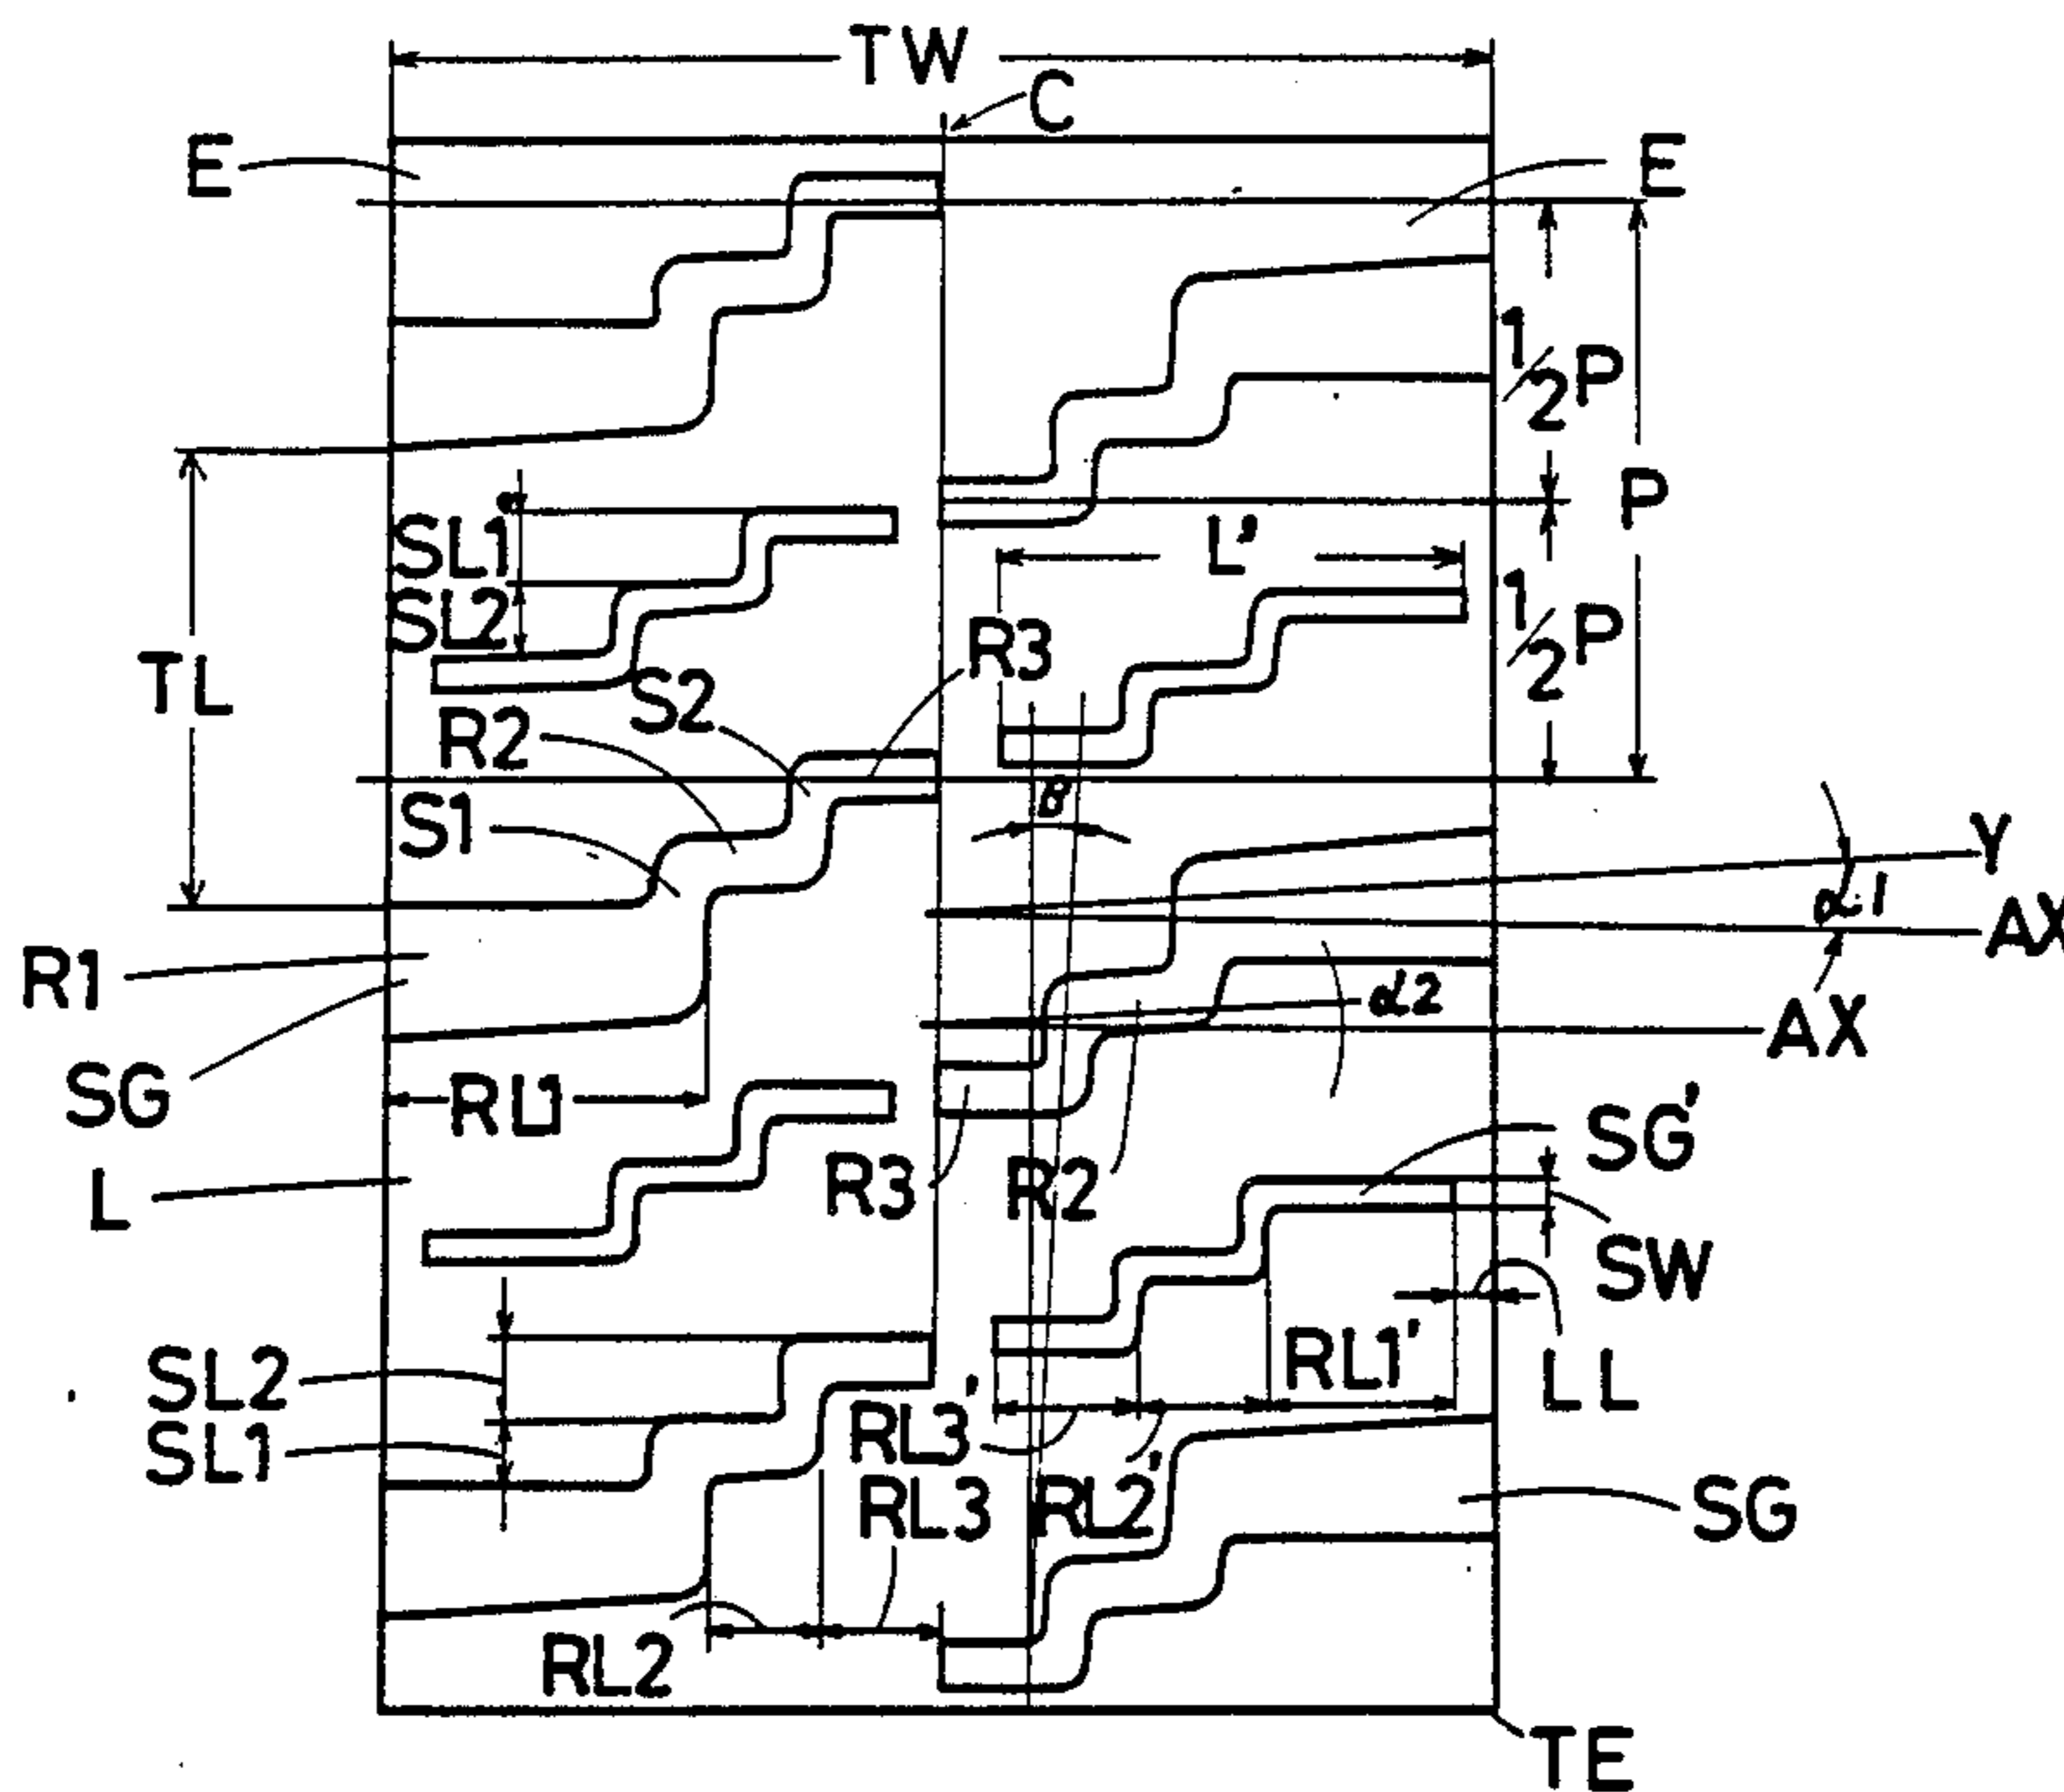 TW
C
E
E
1/2P
P
SL1'
L'
SL2'
1/2P
R3
TL
S2
R2
S1
β
Y
α1
AX
R1
α2
AX
SG
RL1
SG'
L
R3
R2
SW
RL1'
SL2
LL
RL3'
SL1
RL3
RL2'
SG
RL2
TE